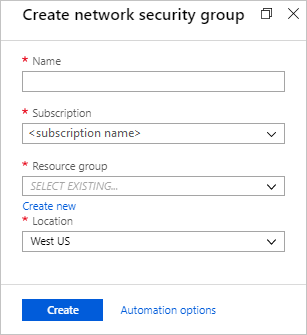 Create network security group
* Name
* Subscription
<subscription name>
* Resource group
SELECT EXISTING...
Create new
* Location
West US
Create
Automation options